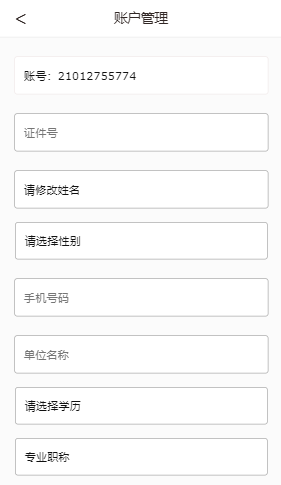 <
账户管理
账号：21012755774
证件号
请修改姓名
请选择性别
手机号码
单位名称
请选择学历
专业职称